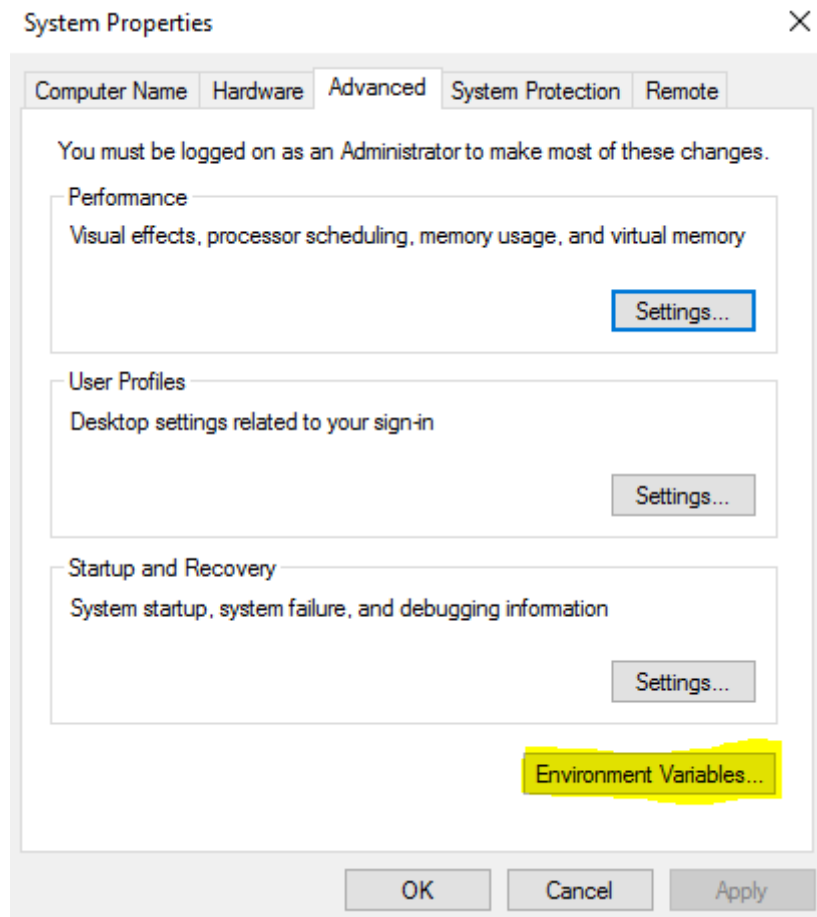 System Properties
Computer Name Hardware Advanced System Protection Remote
You must be logged on as an Administrator to make most of these changes.
Performance
Visual effects, processor scheduling, memory usage, and virtual memory
Settings...
User Profiles
Desktop settings related to your sign-in
Settings...
Startup and Recovery
System startup, system failure, and debugging information
Settings...
Environment Variables...
OK Cancel Apply